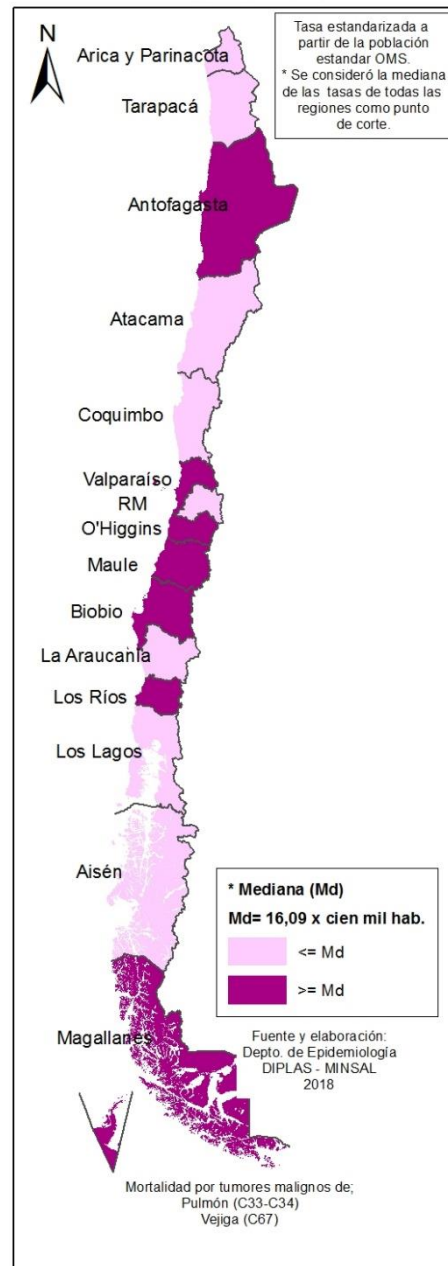 N
Tasa estandarizada a
partir de la población
estandar OMS.
* Se consideró la mediana
de las tasas de todas las
regiones como punto
de corte.
Arica y Parinacota
Tarapacá
Antofagasta
Atacama
Coquimbo
Valparaíso
RM
O'Higgins
Maule
Biobio
La Araucanía
Los Ríos
Los Lagos
Aisén
Magallanes
* Mediana (Md)
Md= 16,09 x cien mil hab.
<= Md
>= Md
Fuente y elaboración:
Depto. de Epidemiología
DIPLAS - MINSAL
2018
Mortalidad por tumores malignos de;
Pulmón (C33-C34)
Vejiga (C67)